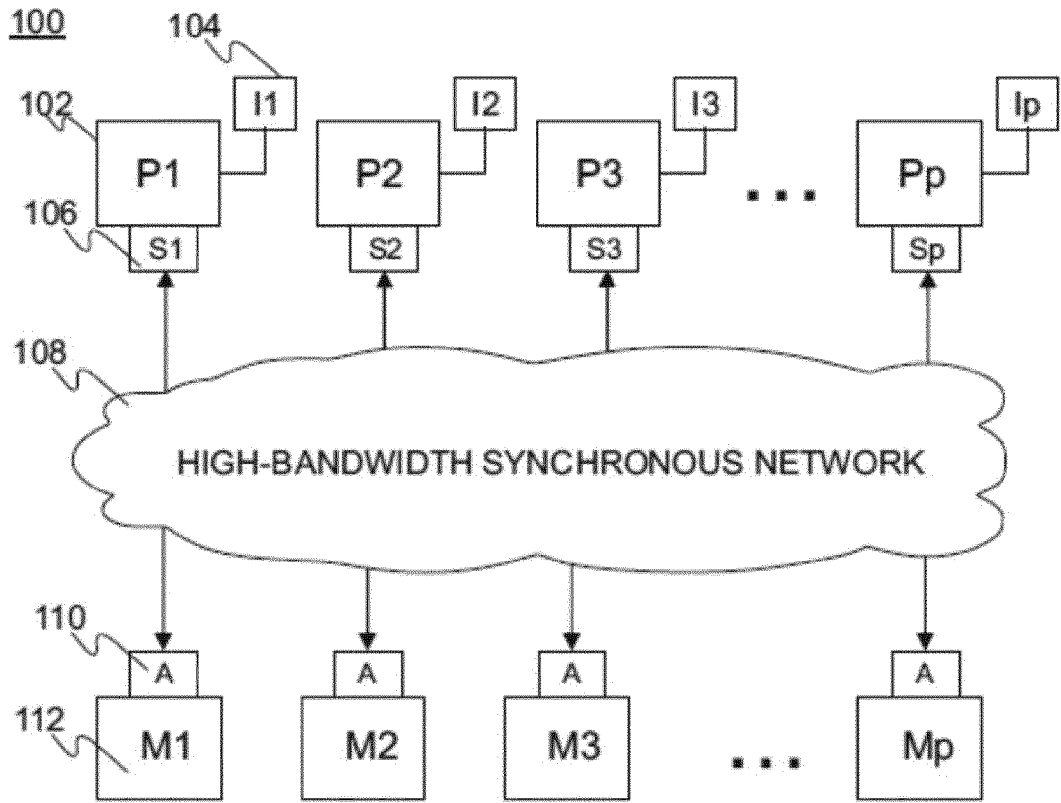 100
104
I1 I2 I3 Ip
102
P1 P2 P3 ... Pp
106
S1 S2 S3 Sp
108
HIGH-BANDWIDTH SYNCHRONOUS NETWORK
110
A A A A
112
M1 M2 M3 ... Mp